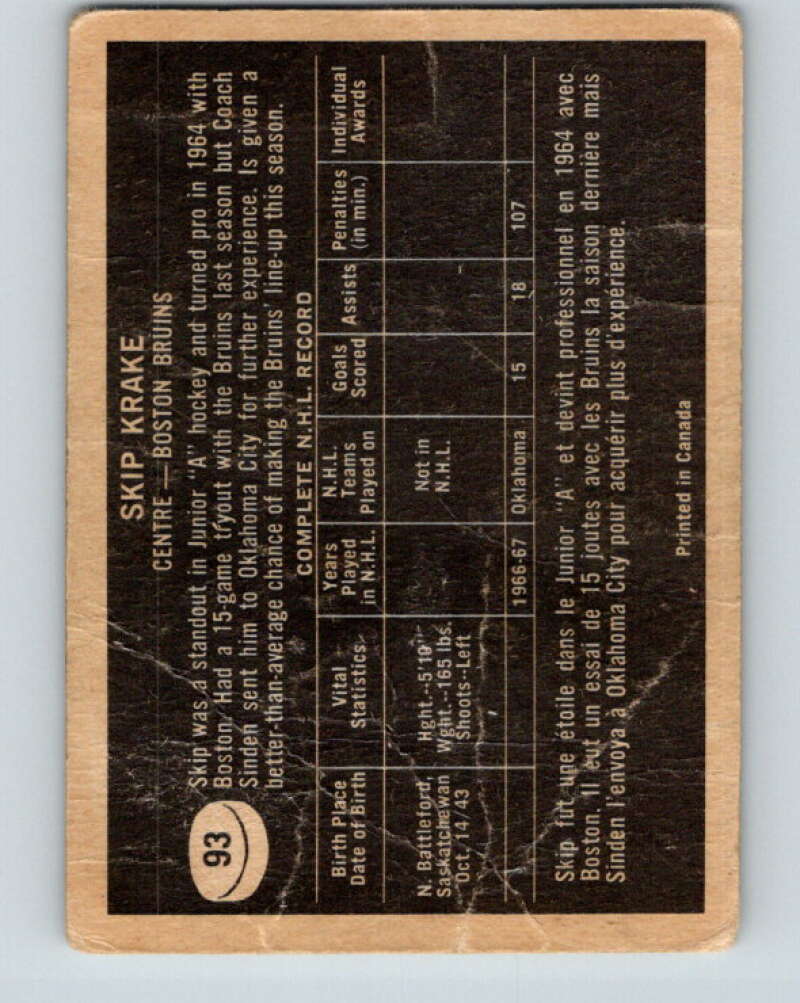 SKIP KRAKE
CENTRE — BOSTON BRUINS
93
Skip was a standout in Junior "A" hockey and turned pro in 1964 with
Boston. Had a 15-game tryout with the Bruins last season but Coach
Sinden sent him to Oklahoma City for further experience. Is given a
better-than-average chance of making the Bruins' line-up this season.
COMPLETE N.H.L. RECORD
Birth Place
Date of Birth
Vital
Statistics
Years
Played
in N.H.L.
N.H.L.
Teams
Played on
Goals
Scored
Assists
Penalties
(in min.)
Individual
Awards
N. Battleford,
Saskatchewan
Oct. 14/43
Hght.--5'19"
Wght.--165 lbs.
Shoots--Left
Not in
N.H.L.
1966-67 Oklahoma 15 18 107
Skip fut une étoile dans le Junior "A" et devint professionnel en 1964 avec
Boston. Il eut un essai de 15 joutes avec les Bruins la saison dernière mais
Sinden l'envoya à Oklahoma City pour acquérir plus d'expérience.
Printed in Canada